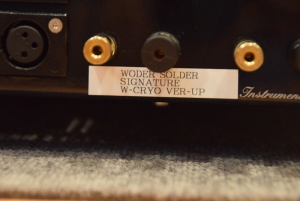 WODER SOLDER
SIGNATURE
W-CRYO VER-UP
Instrumen